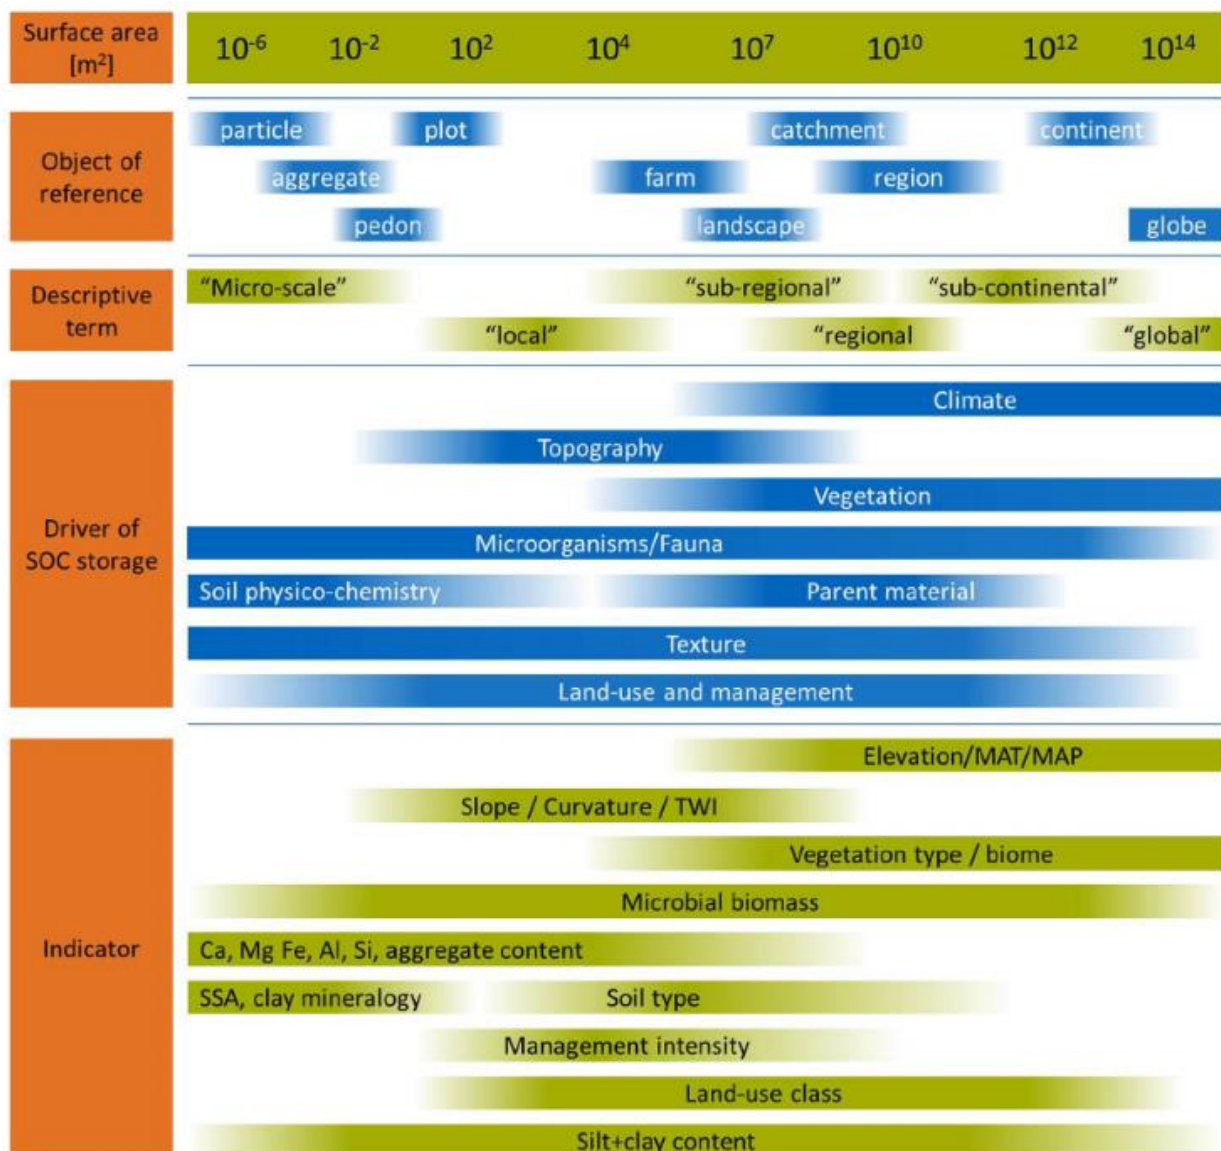 Surface area
[m²]
10⁻⁶ 10⁻² 10² 10⁴ 10⁷ 10¹⁰ 10¹² 10¹⁴
Object of
reference
particle plot catchment continent
aggregate farm region
pedon landscape globe
Descriptive
term
“Micro-scale” “sub-regional” “sub-continental”
“local” “regional “global”
Driver of
SOC storage
Climate
Topography
Vegetation
Microorganisms/Fauna
Soil physico-chemistry Parent material
Texture
Land-use and management
Indicator
Elevation/MAT/MAP
Slope / Curvature / TWI
Vegetation type / biome
Microbial biomass
Ca, Mg Fe, Al, Si, aggregate content
SSA, clay mineralogy Soil type
Management intensity
Land-use class
Silt+clay content